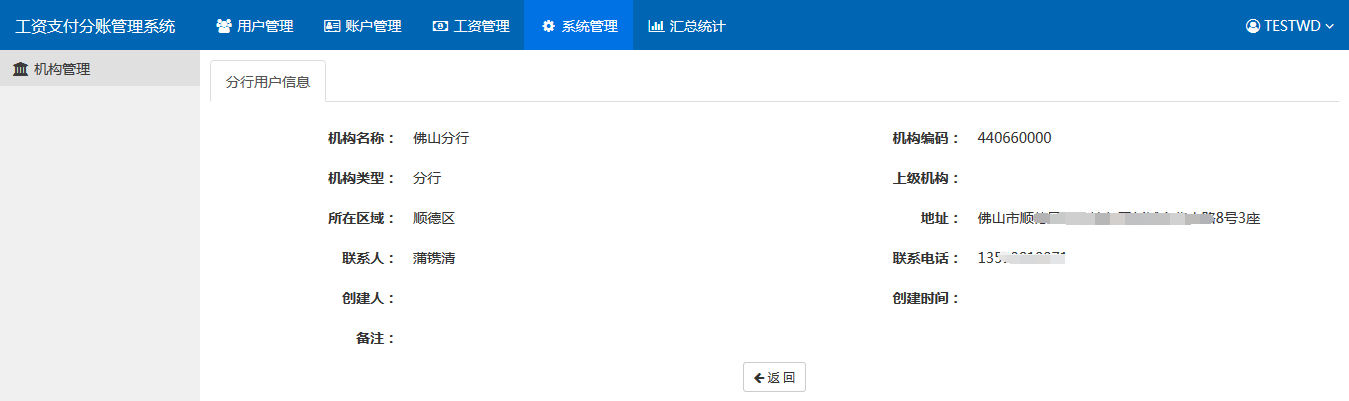 工资支付分账管理系统 用户管理 账户管理 工资管理 系统管理 汇总统计 TESTWD
机构管理
分行用户信息
机构名称： 佛山分行 机构编码： 440660000
机构类型： 分行 上级机构：
所在区域： 顺德区 地址： 佛山市顺 8号3座
联系人： 蒲镌清 联系电话： 135
创建人： 创建时间：
备注：
返 回